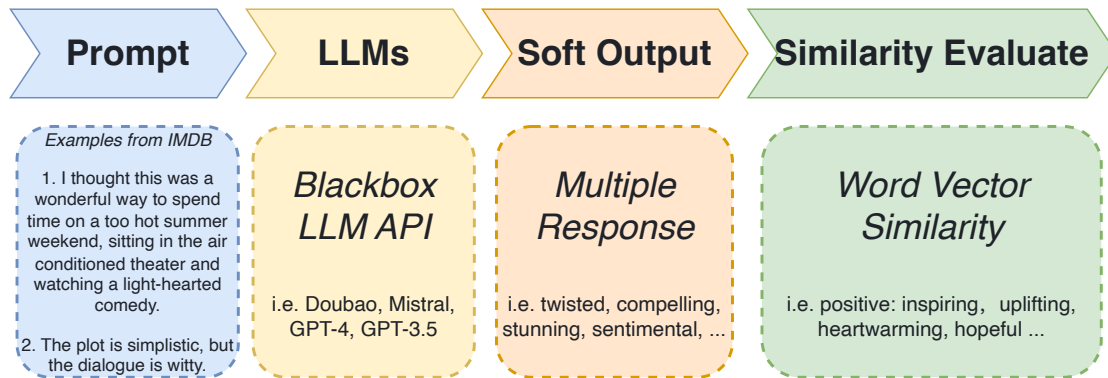 Prompt
LLMs
Soft Output
Similarity Evaluate
Examples from IMDB
1. I thought this was a
wonderful way to spend
time on a too hot summer
weekend, sitting in the air
conditioned theater and
watching a light-hearted
comedy.
2. The plot is simplistic, but
the dialogue is witty.
Blackbox
LLM API
i.e. Doubao, Mistral,
GPT-4, GPT-3.5
Multiple
Response
i.e. twisted, compelling,
stunning, sentimental, ...
Word Vector
Similarity
i.e. positive: inspiring， uplifting,
heartwarming, hopeful ...